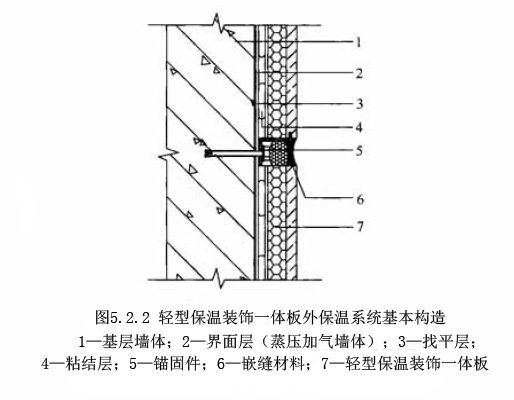 1
2
3
4
5
6
7
图5.2.2 轻型保温装饰一体板外保温系统基本构造
1—基层墙体；2—界面层（蒸压加气墙体）；3—找平层；
4—粘结层；5—锚固件；6—嵌缝材料；7—轻型保温装饰一体板